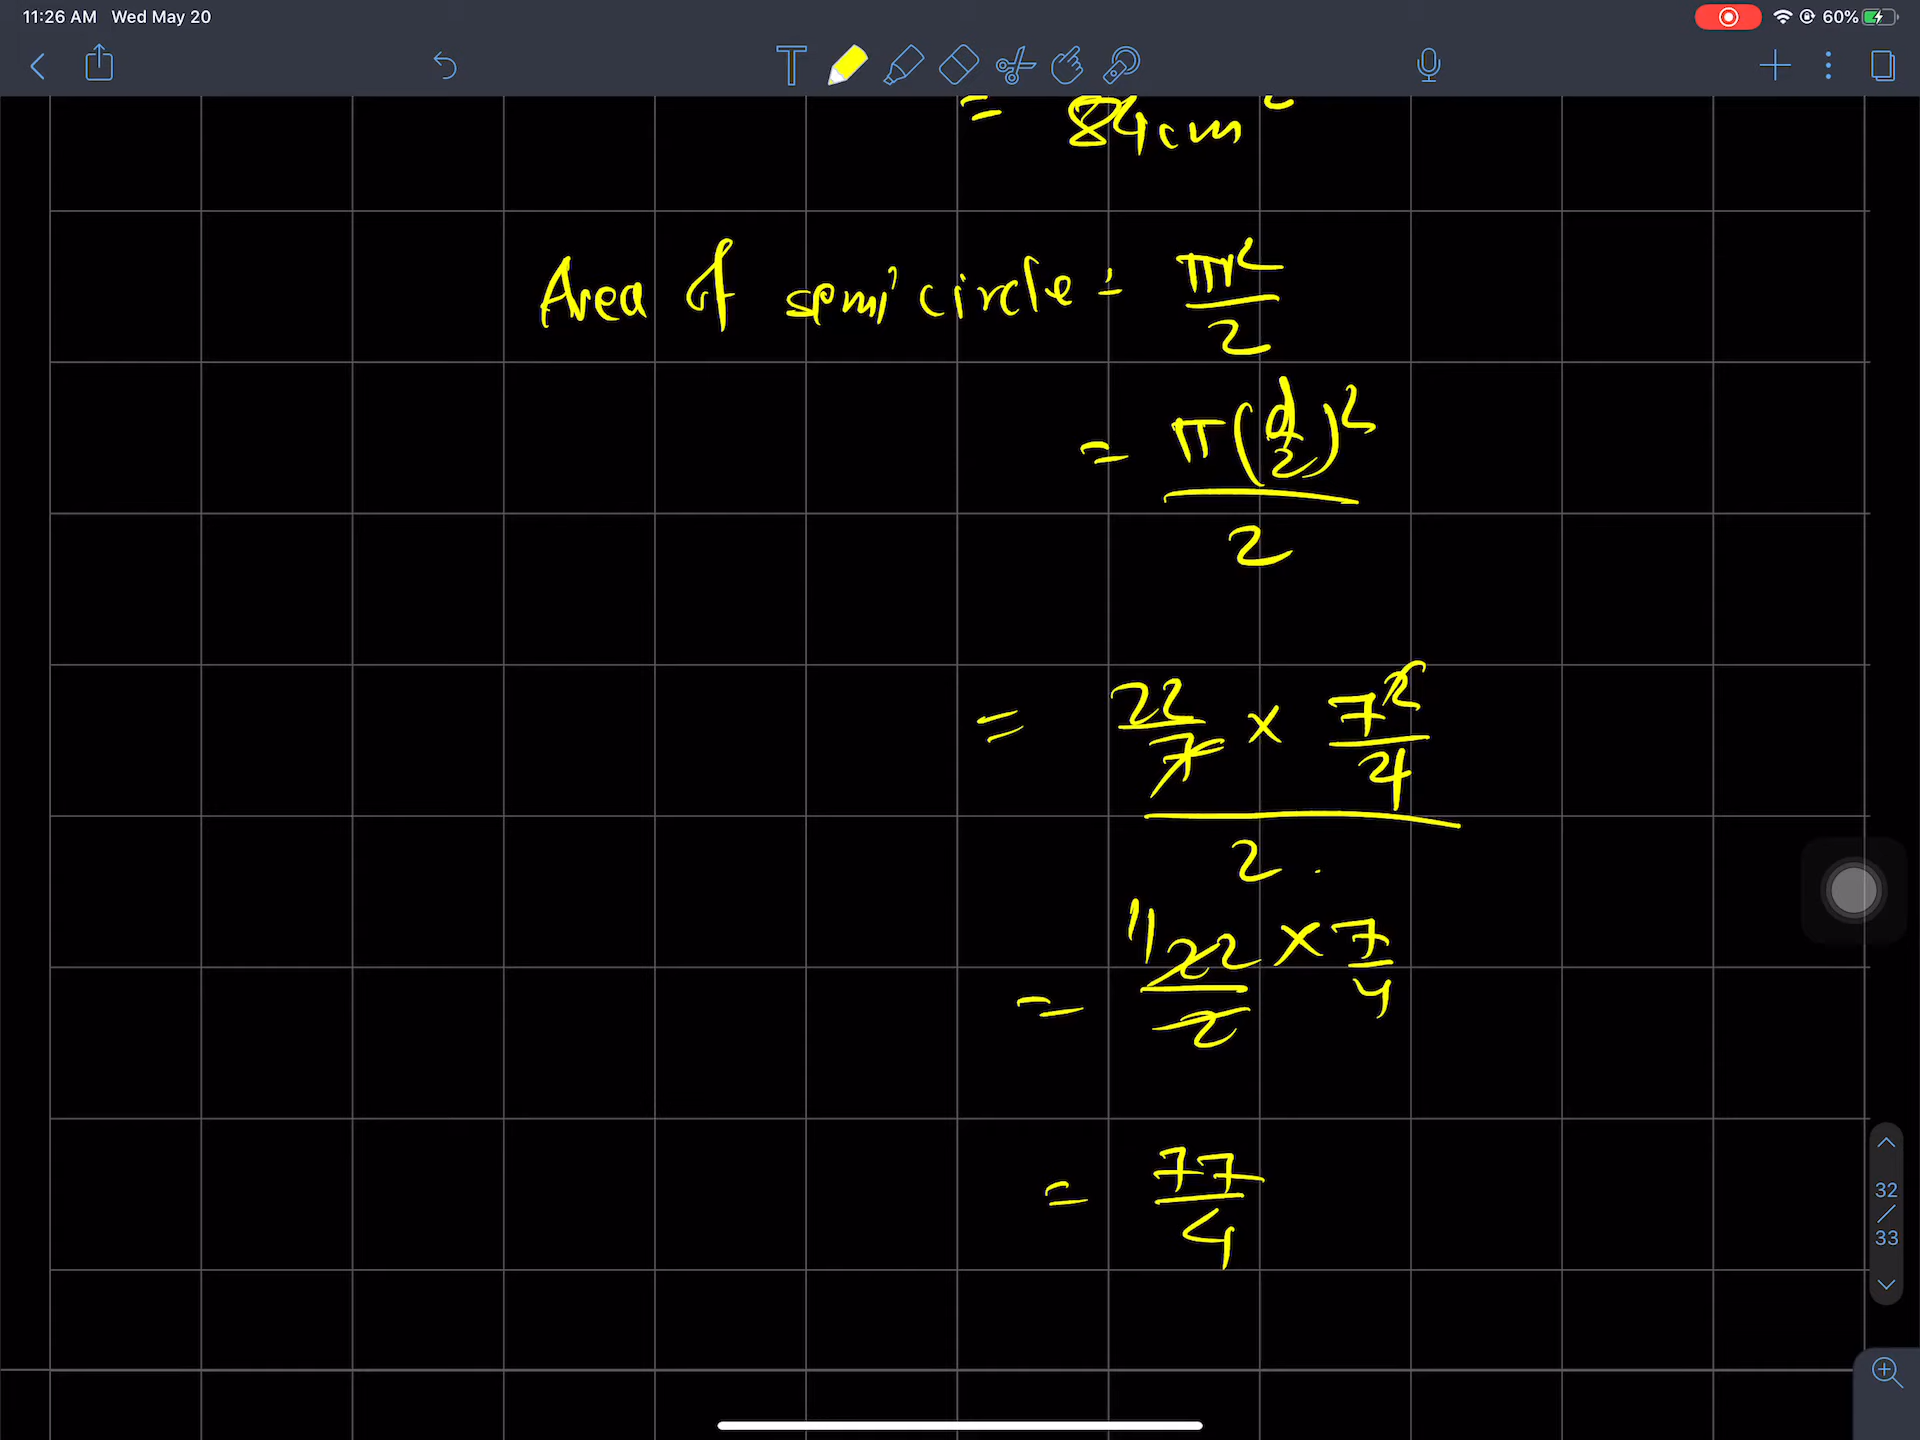 11:26 AM Wed May 20
60%
= 84cm²
Area of semi circle = πr²/2
= π(d/2)²/2
= 22/7 × 7²/4
2 .
= 11 22/2 × 7/4
= 77/4
32
/
33